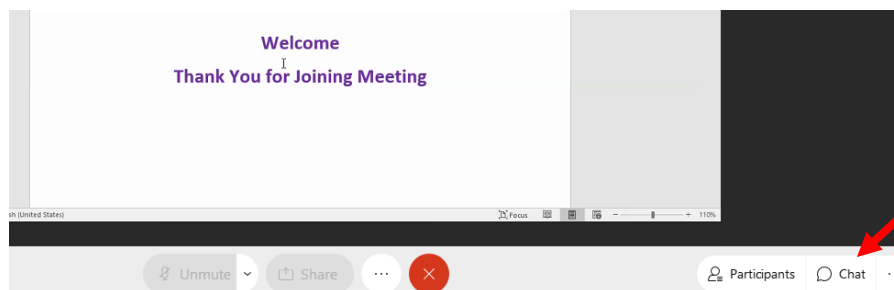 Welcome
Thank You for Joining Meeting
sh (United States)
Focus
110%
Unmute
Share
Participants
Chat